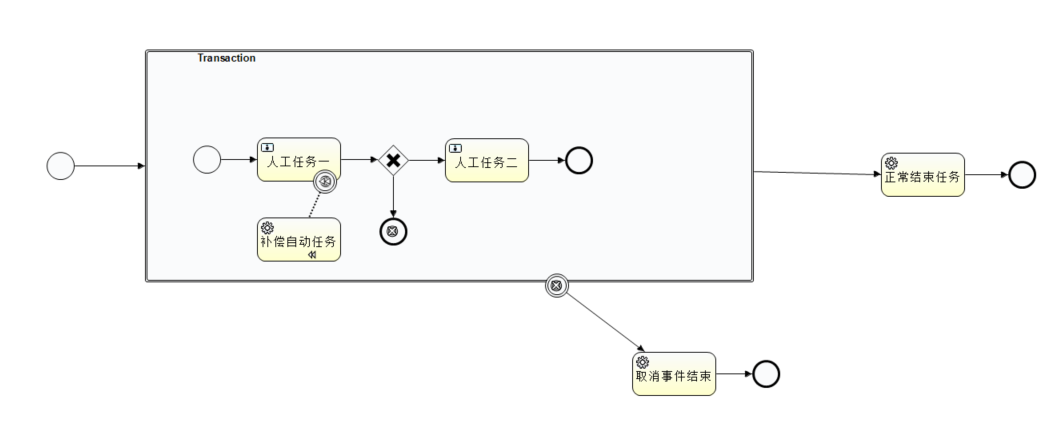 Transaction
人工任务一
人工任务二
正常结束任务
补偿自动任务
取消事件结束